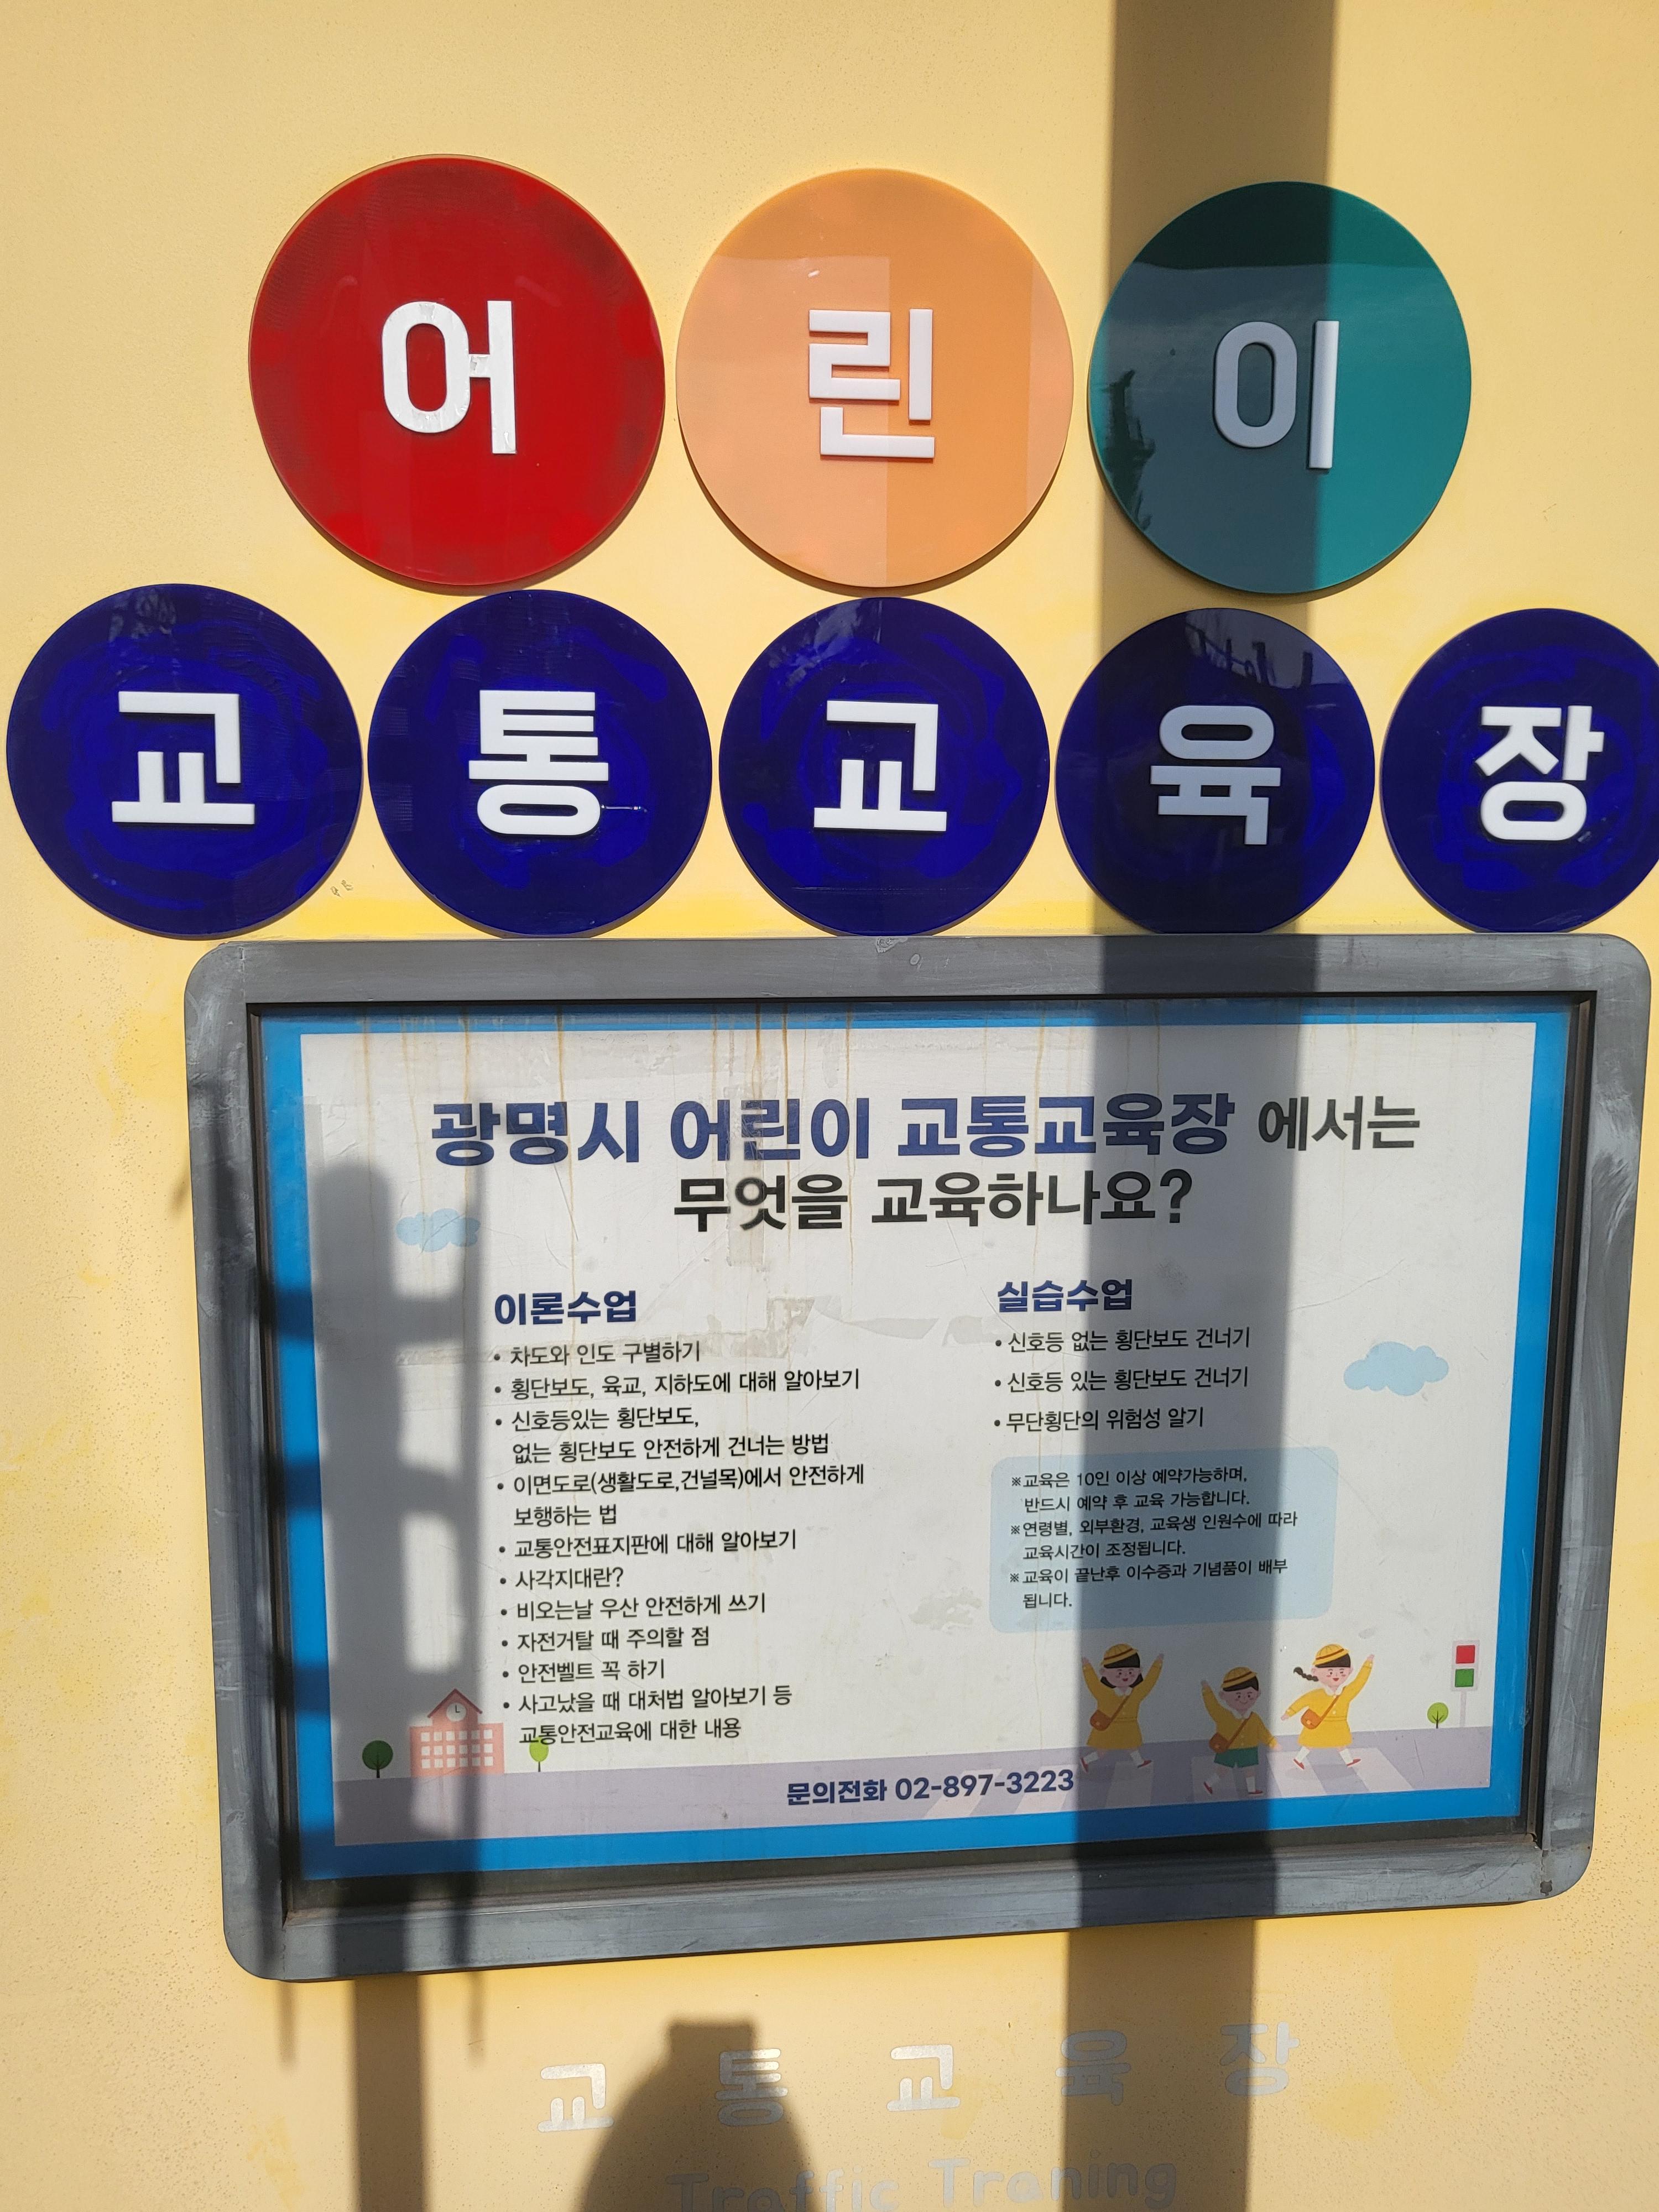 어린이
교통교육장
광명시 어린이 교통교육장 에서는
무엇을 교육하나요?
이론수업
• 차도와 인도 구별하기
• 횡단보도, 육교, 지하도에 대해 알아보기
• 신호등있는 횡단보도,
없는 횡단보도 안전하게 건너는 방법
• 이면도로(생활도로,건널목)에서 안전하게
보행하는 법
• 교통안전표지판에 대해 알아보기
• 사각지대란?
• 비오는날 우산 안전하게 쓰기
• 자전거탈 때 주의할 점
• 안전벨트 꼭 하기
• 사고났을 때 대처법 알아보기 등
교통안전교육에 대한 내용
실습수업
• 신호등 없는 횡단보도 건너기
• 신호등 있는 횡단보도 건너기
• 무단횡단의 위험성 알기
※교육은 10인 이상 예약가능하며,
반드시 예약 후 교육 가능합니다.
※연령별, 외부환경, 교육생 인원수에 따라
교육시간이 조정됩니다.
※교육이 끝난후 이수증과 기념품이 배부
됩니다.
문의전화 02-897-3223
교통교육장
Traffic Traning